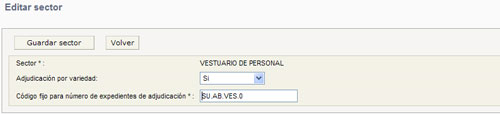 Editar sector
Guardar sector Volver
Sector * : VESTUARIO DE PERSONAL
Adjudicación por variedad: Si
Código fijo para número de expedientes de adjudicación * : SU.AB.VES.0